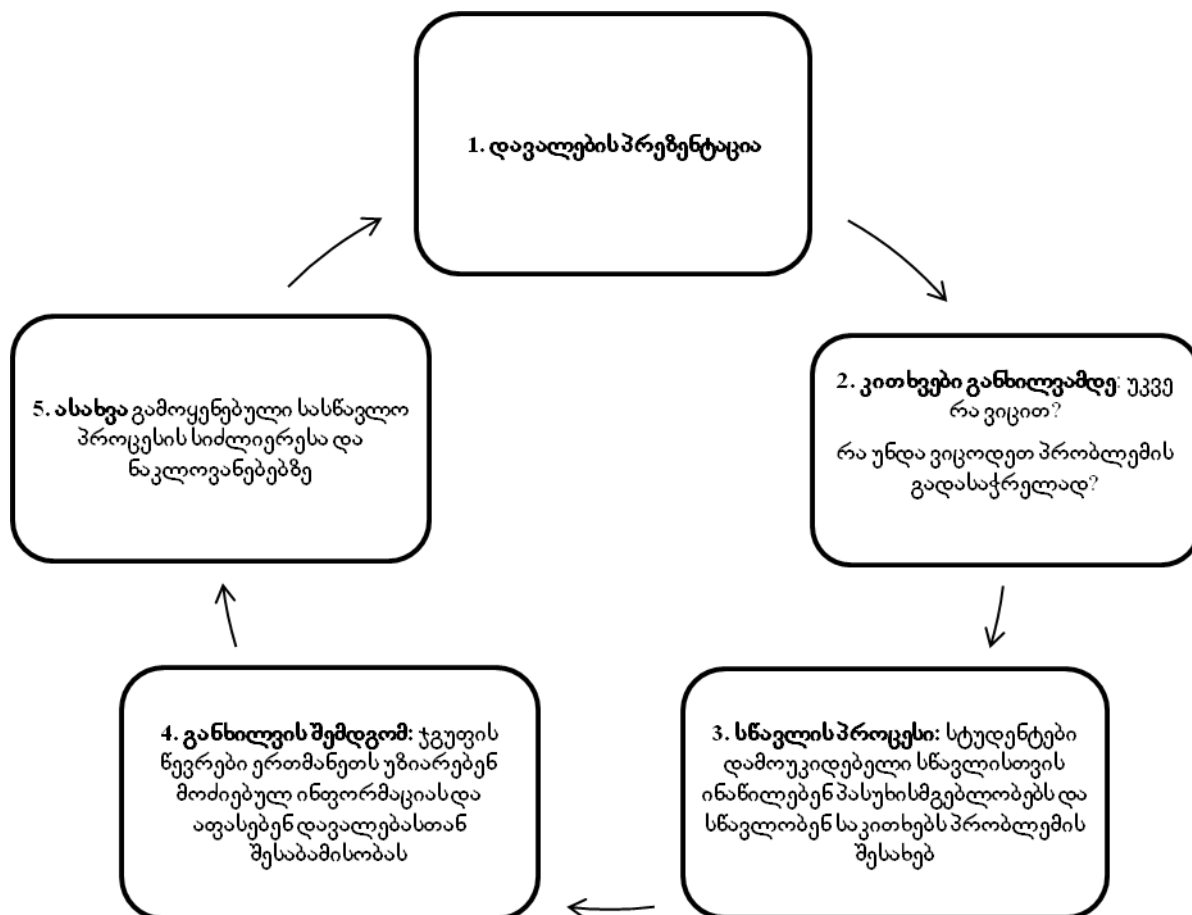 1. დავალების პრეზენტაცია
2. კითხვები განხილვამდე: უკვე
რა ვიცით?
რა უნდა ვიცოდეთ პრობლემის
გადასაჭრელად?
3. სწავლის პროცესი: სტუდენტები
დამოუკიდებელი სწავლისთვის
ინაწილებენ პასუხისმგებლობებს და
სწავლობენ საკითხებს პრობლემის
შესახებ
4. განხილვის შემდგომ: ჯგუფის
წევრები ერთმანეთს უზიარებენ
მოძიებულ ინფორმაციას და
აფასებენ დავალებასთან
შესაბამისობას
5. ასახვა გამოყენებული სასწავლო
პროცესის სიძლიერესა და
ნაკლოვანებებზე